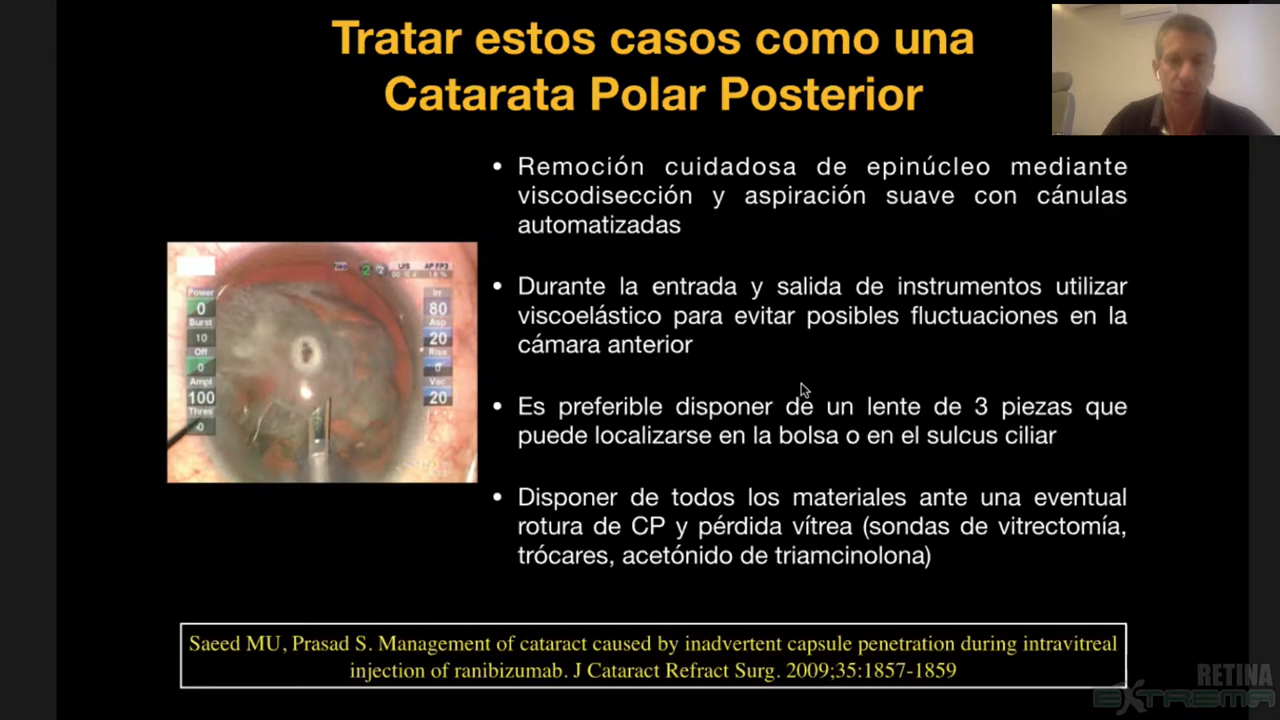 Tratar estos casos como una
Catarata Polar Posterior
• Remoción cuidadosa de epinúcleo mediante
viscodisección y aspiración suave con cánulas
automatizadas
• Durante la entrada y salida de instrumentos utilizar
viscoelástico para evitar posibles fluctuaciones en la
cámara anterior
• Es preferible disponer de un lente de 3 piezas que
puede localizarse en la bolsa o en el sulcus ciliar
• Disponer de todos los materiales ante una eventual
rotura de CP y pérdida vítrea (sondas de vitrectomía,
trócares, acetónido de triamcinolona)
Power
0
Burst
10
Off
0
Ampl
100
Thres
0
Irr
80
Asp
20
Rise
0
Vac
20
Saeed MU, Prasad S. Management of cataract caused by inadvertent capsule penetration during intravitreal
injection of ranibizumab. J Cataract Refract Surg. 2009;35:1857-1859
RETINA
EXTREMA